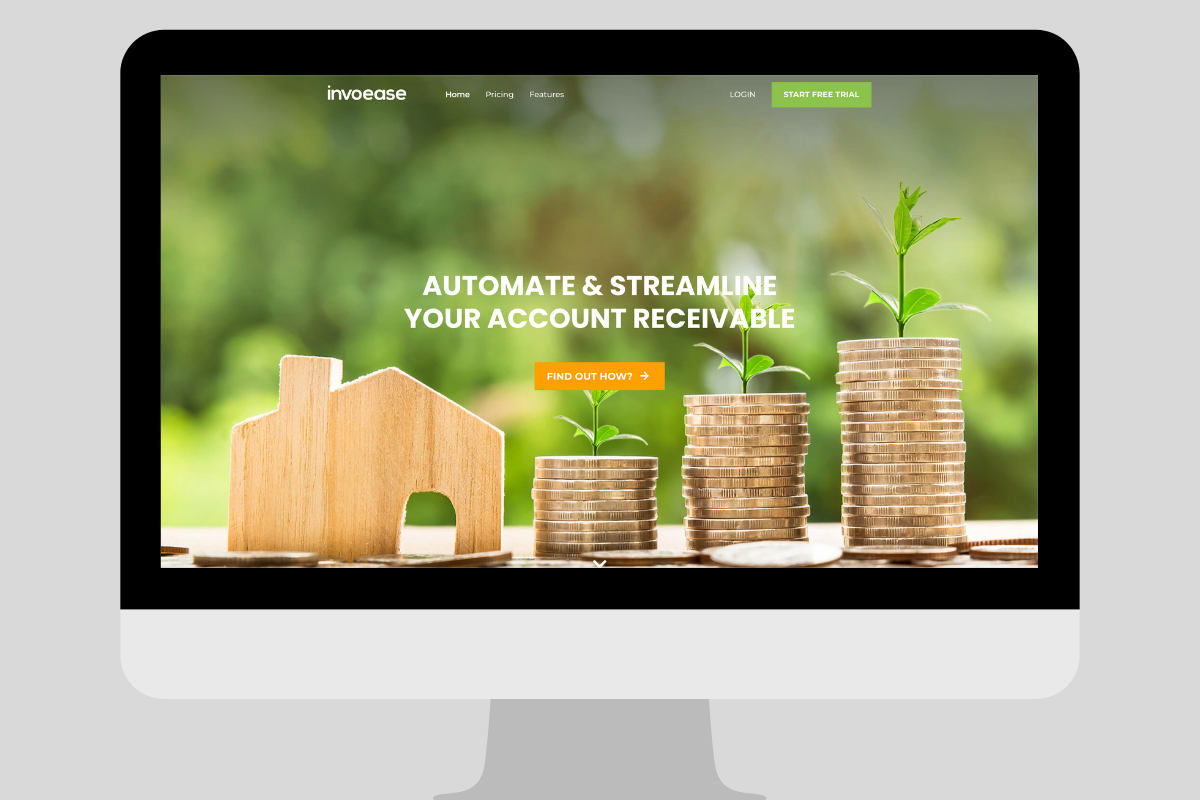 invoease
Home Pricing Features
LOGIN
START FREE TRIAL
AUTOMATE & STREAMLINE
YOUR ACCOUNT RECEIVABLE
FIND OUT HOW?